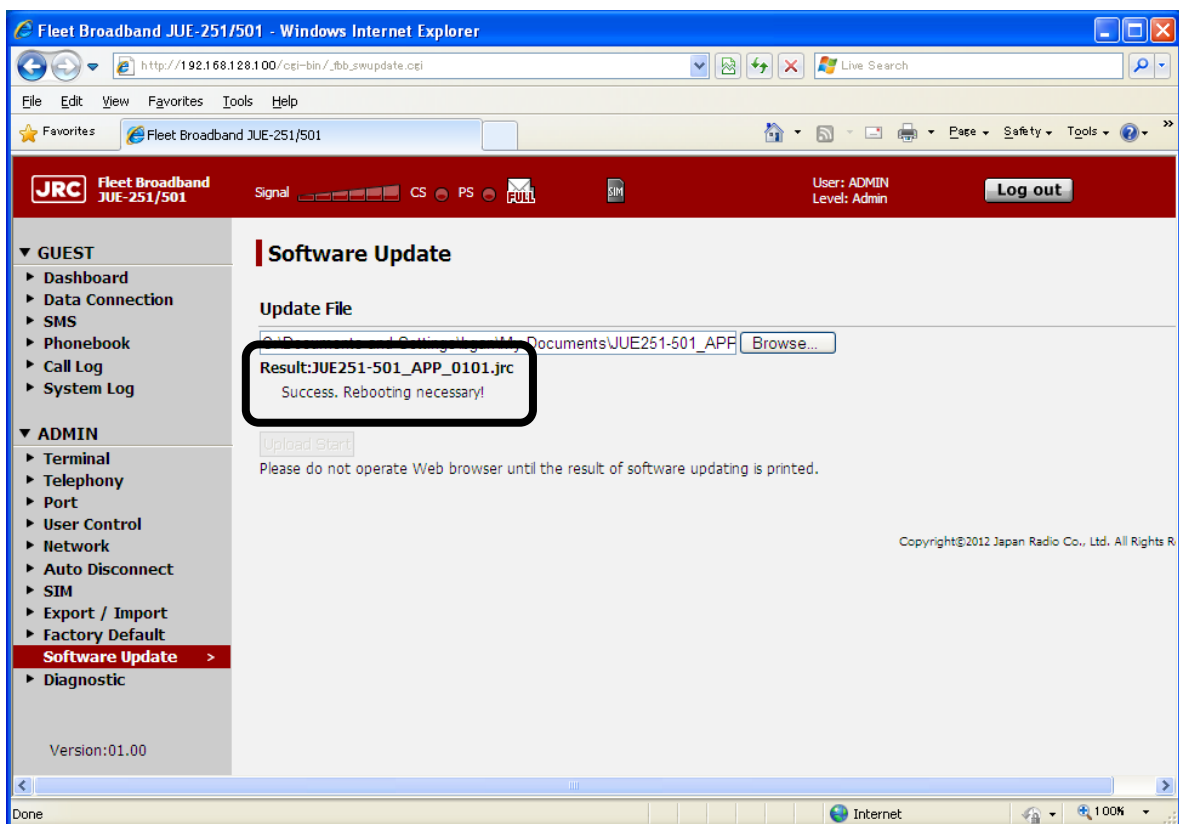 Fleet Broadband JUE-251/501 - Windows Internet Explorer
http://192.168.128.100/cgi-bin/_fbb_swupdate.cgi
Live Search
File Edit View Favorites Tools Help
Favorites Fleet Broadband JUE-251/501 Page Safety Tools »
JRC Fleet Broadband JUE-251/501
Signal CS PS FULL SIM
User: ADMIN
Level: Admin
Log out
▼ GUEST
Dashboard
Data Connection
SMS
Phonebook
Call Log
System Log
▼ ADMIN
Terminal
Telephony
Port
User Control
Network
Auto Disconnect
SIM
Export / Import
Factory Default
Software Update >
Diagnostic
Version:01.00
Software Update
Update File
C:\Documents and Settings\bgan\My Documents\JUE251-501_APP Browse...
Result:JUE251-501_APP_0101.jrc
Success. Rebooting necessary!
Upload Start
Please do not operate Web browser until the result of software updating is printed.
Copyright©2012 Japan Radio Co., Ltd. All Rights R
Done Internet 100%